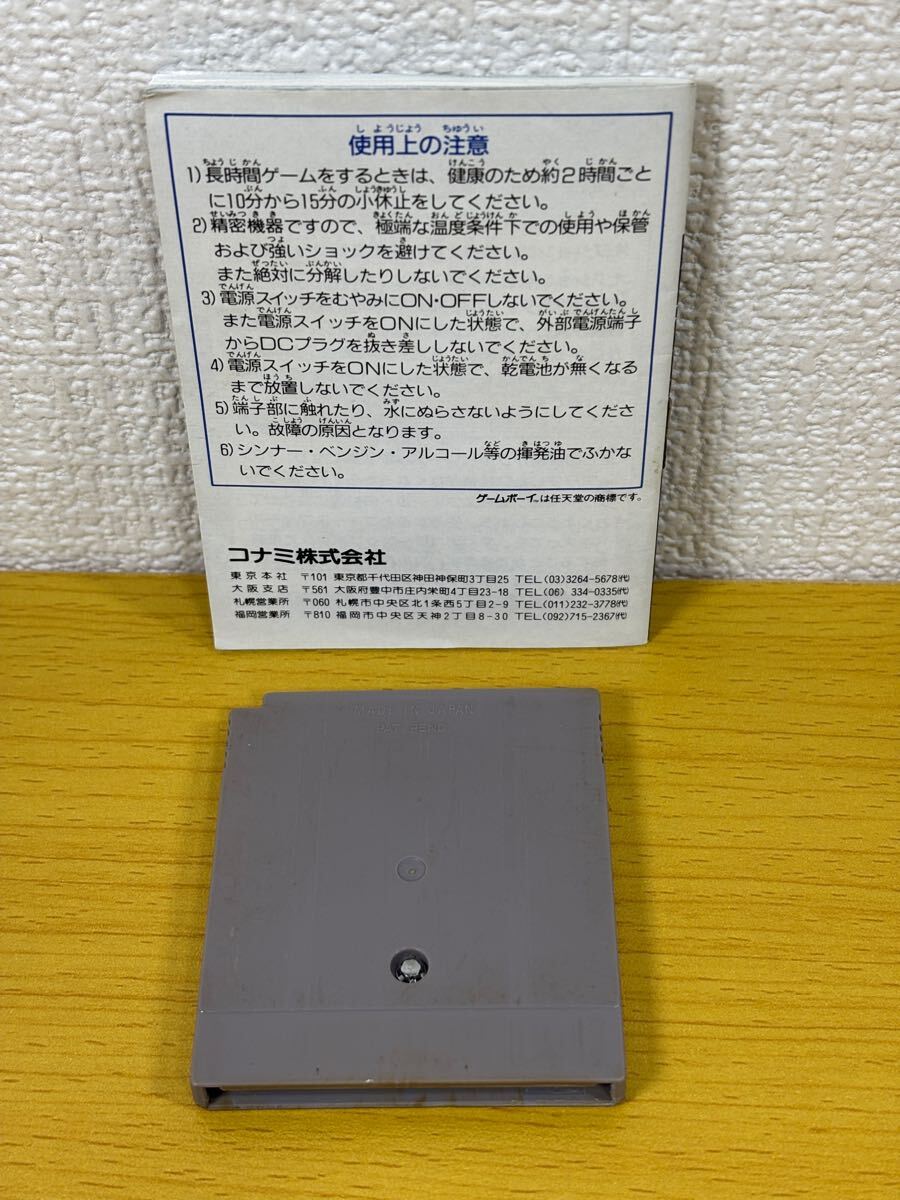 使用上の注意
1)長時間ゲームをするときは、健康のため約2時間ごと
に10分から15分の小休止をしてください。
2)精密機器ですので、極端な温度条件下での使用や保管
および強いショックを避けてください。
また絶対に分解したりしないでください。
3)電源スイッチをむやみにON・OFFしないでください。
また電源スイッチをONにした状態で、外部電源端子
からDCプラグを抜き差ししないでください。
4)電源スイッチをONにした状態で、乾電池が無くなる
まで放置しないでください。
5)端子部に触れたり、水にぬらさないようにしてくださ
い。故障の原因となります。
6)シンナー・ベンジン・アルコール等の揮発油でふかな
いでください。
ゲームボーイ™は任天堂の商標です。
コナミ株式会社
東京本社 〒101 東京都千代田区神田神保町3丁目25 TEL(03)3264-5678㈹
大阪支店 〒561 大阪府豊中市庄内栄町4丁目23-18 TEL(06) 334-0335㈹
札幌営業所 〒060 札幌市中央区北1条西5丁目2-9 TEL(011)232-3778㈹
福岡営業所 〒810 福岡市中央区天神2丁目8-30 TEL(092)715-2367㈹
MADE IN JAPAN
PAT. PEND.